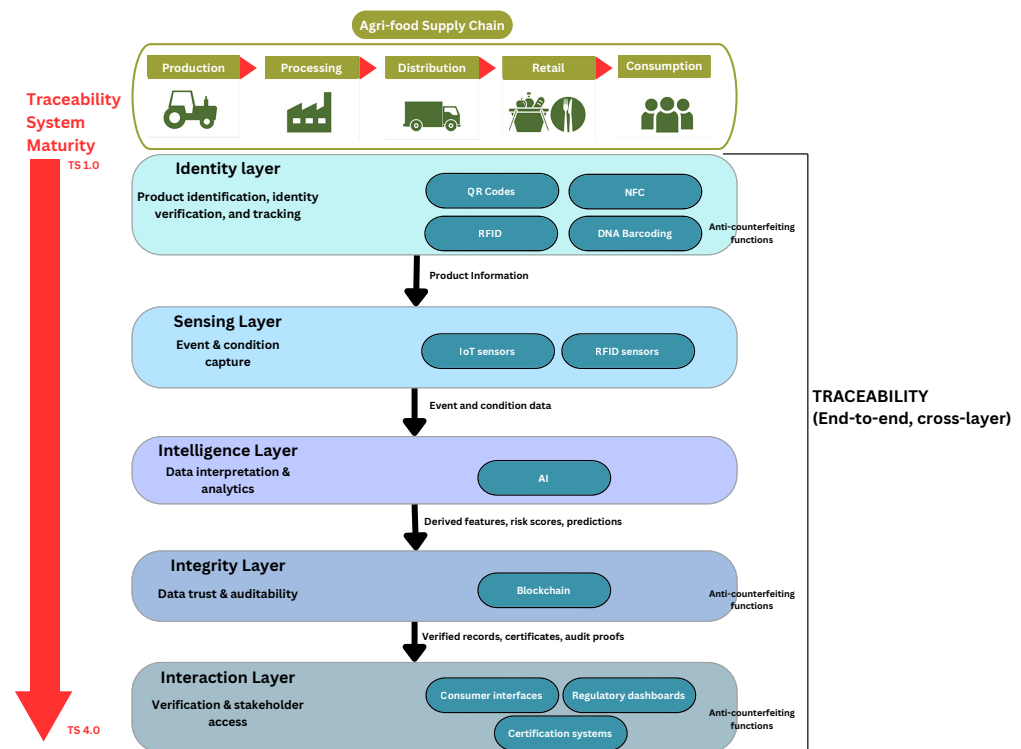 Agri-food Supply Chain
Production
Processing
Distribution
Retail
Consumption
Traceability
System
Maturity
TS 1.0
Identity layer
Product identification, identity
verification, and tracking
QR Codes
NFC
RFID
DNA Barcoding
Anti-counterfeiting
functions
Product Information
Sensing Layer
Event & condition
capture
IoT sensors
RFID sensors
Event and condition data
TRACEABILITY
(End-to-end, cross-layer)
Intelligence Layer
Data interpretation &
analytics
AI
Derived features, risk scores, predictions
Integrity Layer
Data trust & auditability
Blockchain
Anti-counterfeiting
functions
Verified records, certificates, audit proofs
Interaction Layer
Verification & stakeholder
access
Consumer interfaces
Regulatory dashboards
Certification systems
Anti-counterfeiting
functions
TS 4.0